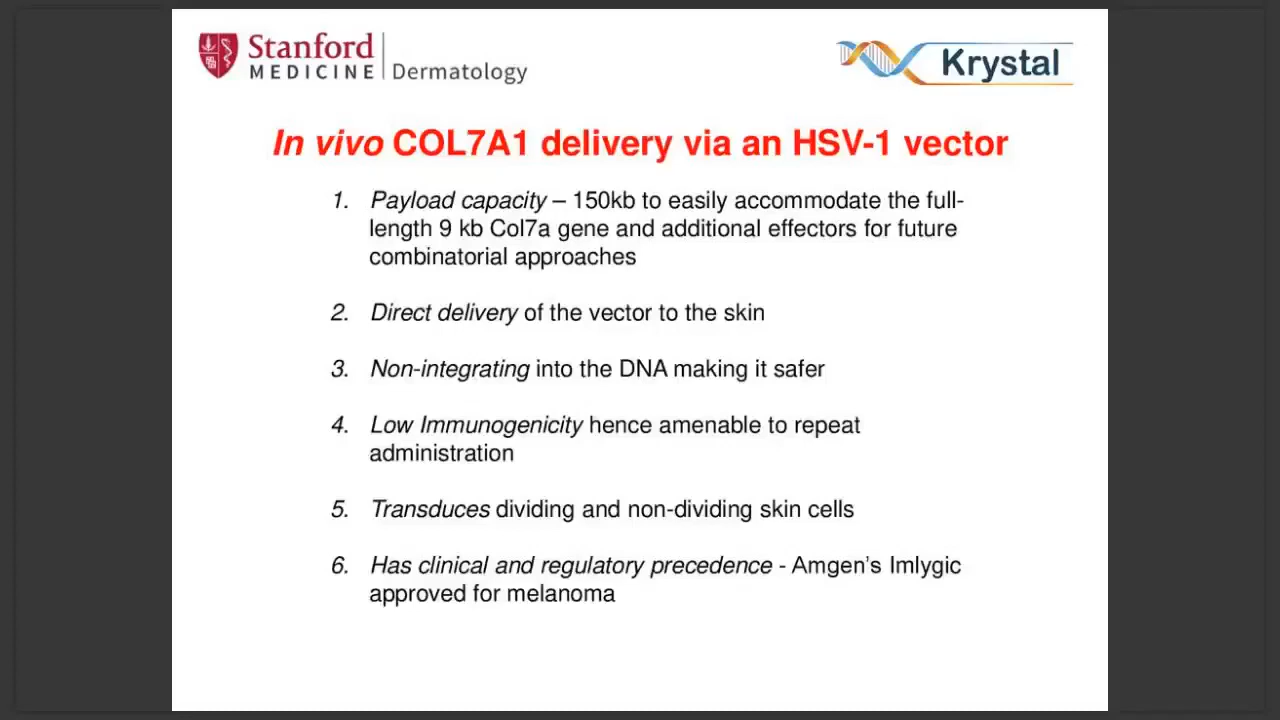 Stanford
MEDICINE
Dermatology
Krystal
In vivo COL7A1 delivery via an HSV-1 vector
1. Payload capacity – 150kb to easily accommodate the full-
length 9 kb Col7a gene and additional effectors for future
combinatorial approaches
2. Direct delivery of the vector to the skin
3. Non-integrating into the DNA making it safer
4. Low Immunogenicity hence amenable to repeat
administration
5. Transduces dividing and non-dividing skin cells
6. Has clinical and regulatory precedence - Amgen’s Imlygic
approved for melanoma